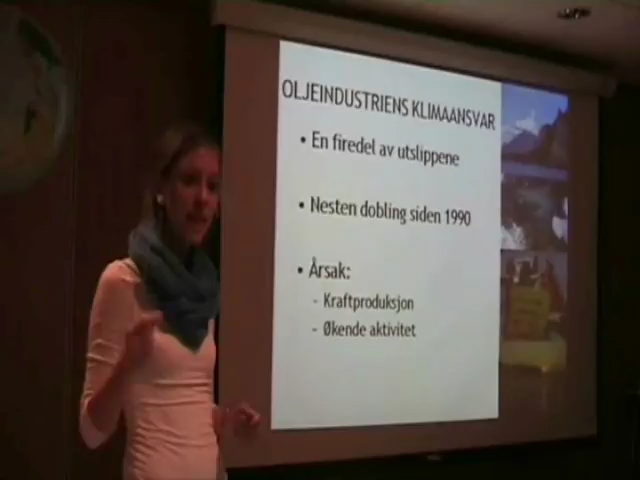 OLJEINDUSTRIENS KLIMAANSVAR
• En firedel av utslippene
• Nesten dobling siden 1990
• Årsak:
- Kraftproduksjon
- Økende aktivitet